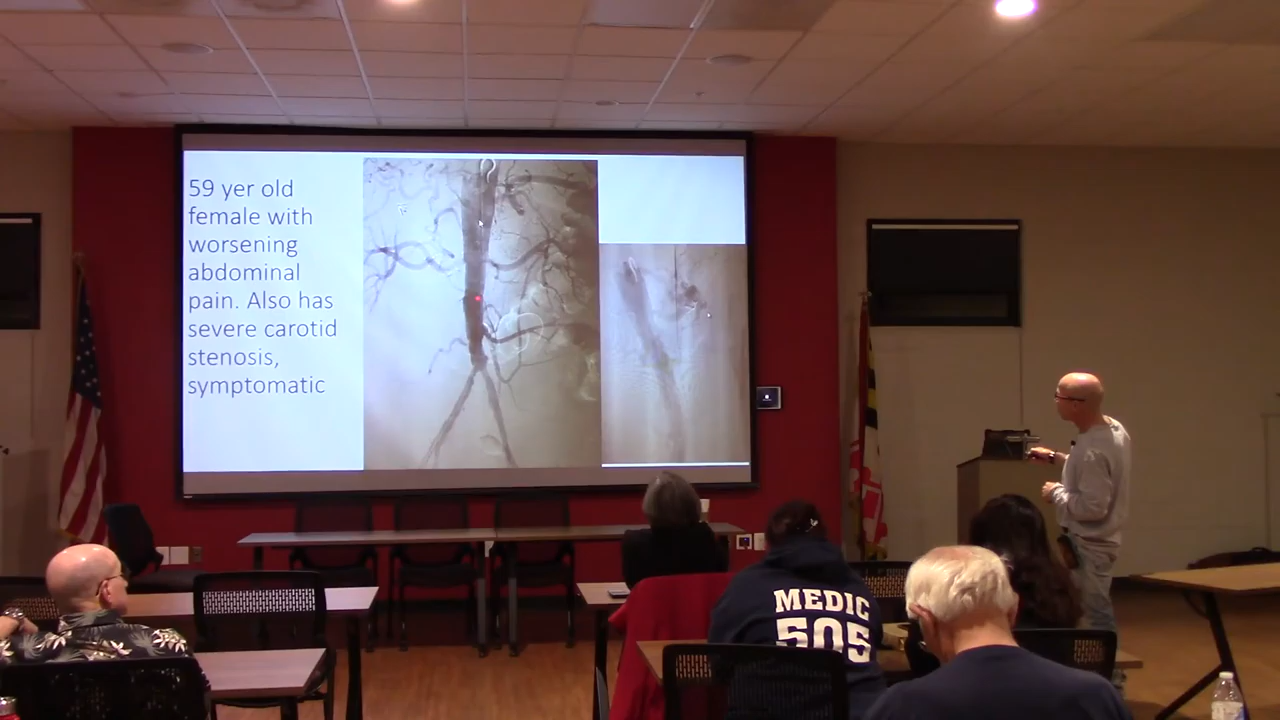 59 yer old
female with
worsening
abdominal
pain. Also has
severe carotid
stenosis,
symptomatic
MEDIC
505